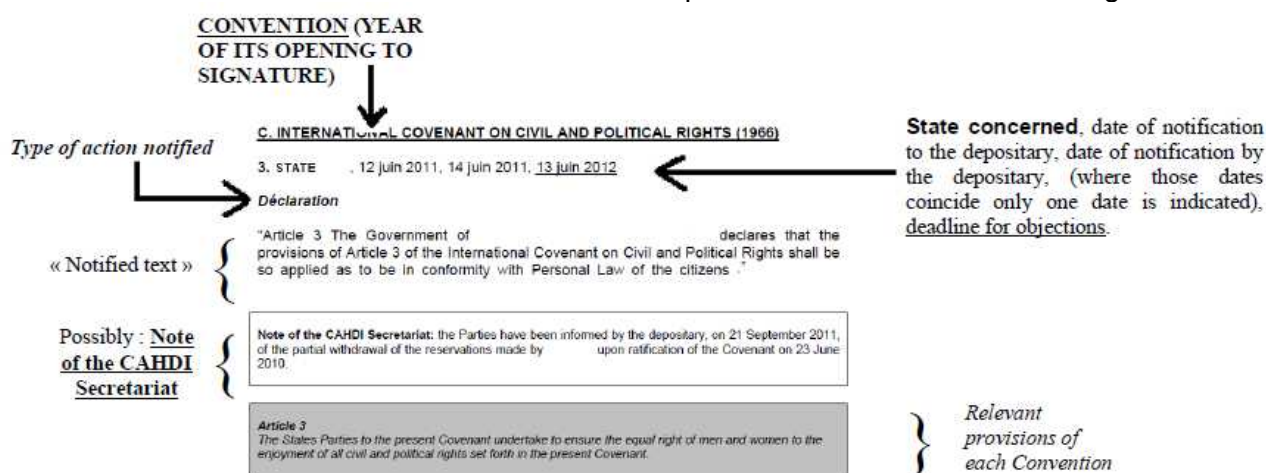 CONVENTION (YEAR
OF ITS OPENING TO
SIGNATURE)
Type of action notified
C. INTERNATIONAL COVENANT ON CIVIL AND POLITICAL RIGHTS (1966)
3. STATE , 12 juin 2011, 14 juin 2011, 13 juin 2012
Déclaration
State concerned, date of notification
to the depositary, date of notification by
the depositary, (where those dates
coincide only one date is indicated),
deadline for objections.
« Notified text »
"Article 3 The Government of declares that the
provisions of Article 3 of the International Covenant on Civil and Political Rights shall be
so applied as to be in conformity with Personal Law of the citizens ."
Possibly : Note
of the CAHDI
Secretariat
Note of the CAHDI Secretariat: the Parties have been informed by the depositary, on 21 September 2011,
of the partial withdrawal of the reservations made by upon ratification of the Covenant on 23 June
2010.
Article 3
The States Parties to the present Covenant undertake to ensure the equal right of men and women to the
enjoyment of all civil and political rights set forth in the present Covenant.
Relevant
provisions of
each Convention